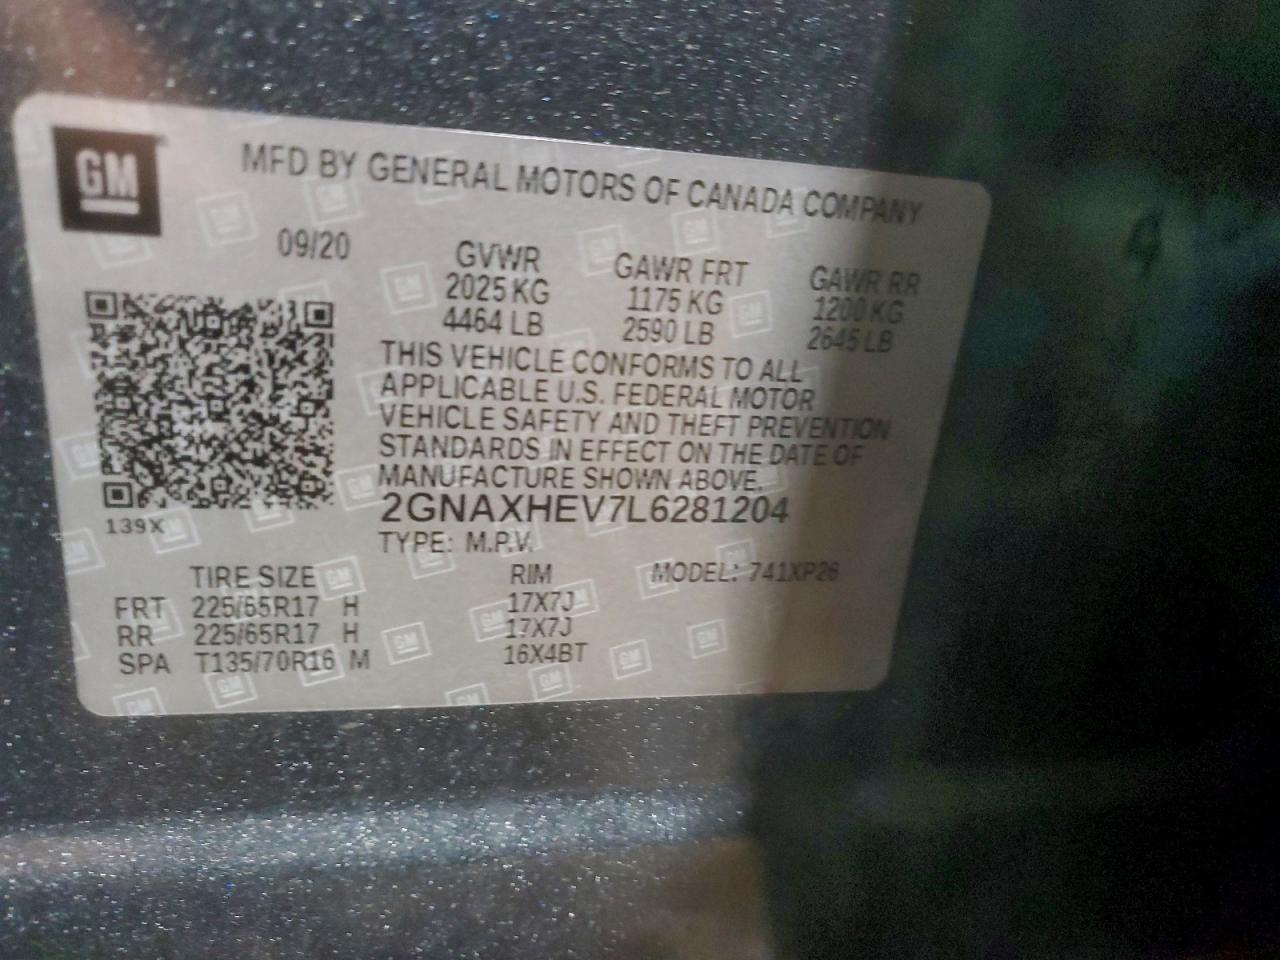 GM
MFD BY GENERAL MOTORS OF CANADA COMPANY
09/20
GVWR GAWR FRT GAWR RR
2025 KG 1175 KG 1200 KG
4464 LB 2590 LB 2645 LB
THIS VEHICLE CONFORMS TO ALL
APPLICABLE U.S. FEDERAL MOTOR
VEHICLE SAFETY AND THEFT PREVENTION
STANDARDS IN EFFECT ON THE DATE OF
MANUFACTURE SHOWN ABOVE.
2GNAXHEV7L6281204
139X
TYPE: M.P.V.
TIRE SIZE RIM MODEL: 741XP26
FRT 225/65R17 H 17X7J
RR 225/65R17 H 17X7J
SPA T135/70R16 M 16X4BT